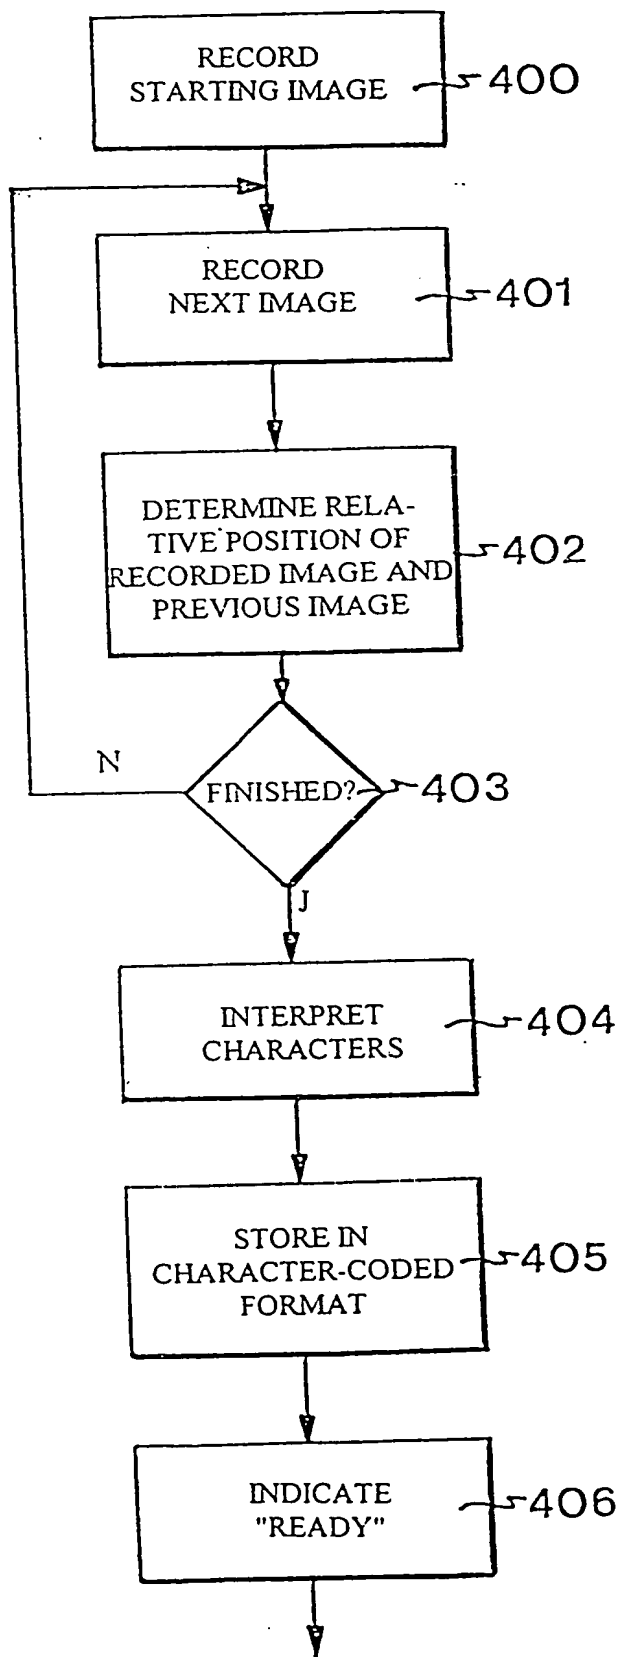 RECORD
STARTING IMAGE
400
RECORD
NEXT IMAGE
401
DETERMINE RELA-
TIVE POSITION OF
RECORDED IMAGE AND
PREVIOUS IMAGE
402
N
FINISHED?
403
J
INTERPRET
CHARACTERS
404
STORE IN
CHARACTER-CODED
FORMAT
405
INDICATE
"READY"
406